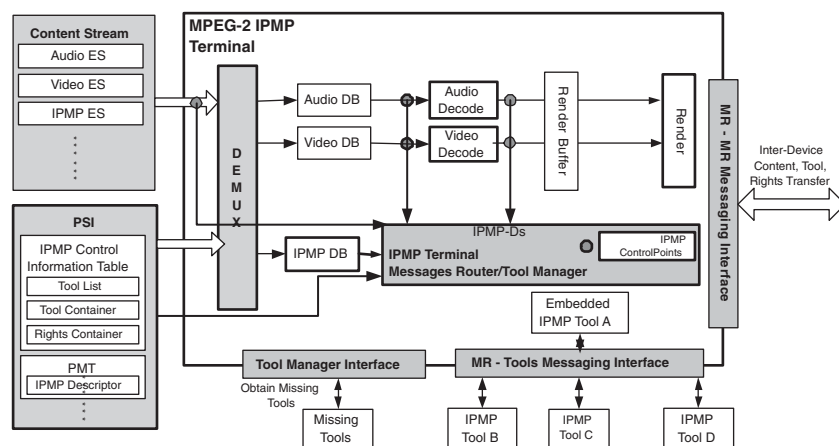 Content Stream
Audio ES
Video ES
IPMP ES
MPEG-2 IPMP
Terminal
DEMUX
Audio DB
Video DB
Audio
Decode
Video
Decode
Render Buffer
Render
MR - MR Messaging Interface
Inter-Device
Content, Tool,
Rights Transfer
PSI
IPMP Control
Information Table
Tool List
Tool Container
Rights Container
PMT
IPMP Descriptor
IPMP DB
IPMP-Ds
IPMP Terminal
Messages Router/Tool Manager
IPMP
ControlPoints
Embedded
IPMP Tool A
Tool Manager Interface
MR - Tools Messaging Interface
Obtain Missing
Tools
Missing
Tools
IPMP
Tool B
IPMP
Tool C
IPMP
Tool D